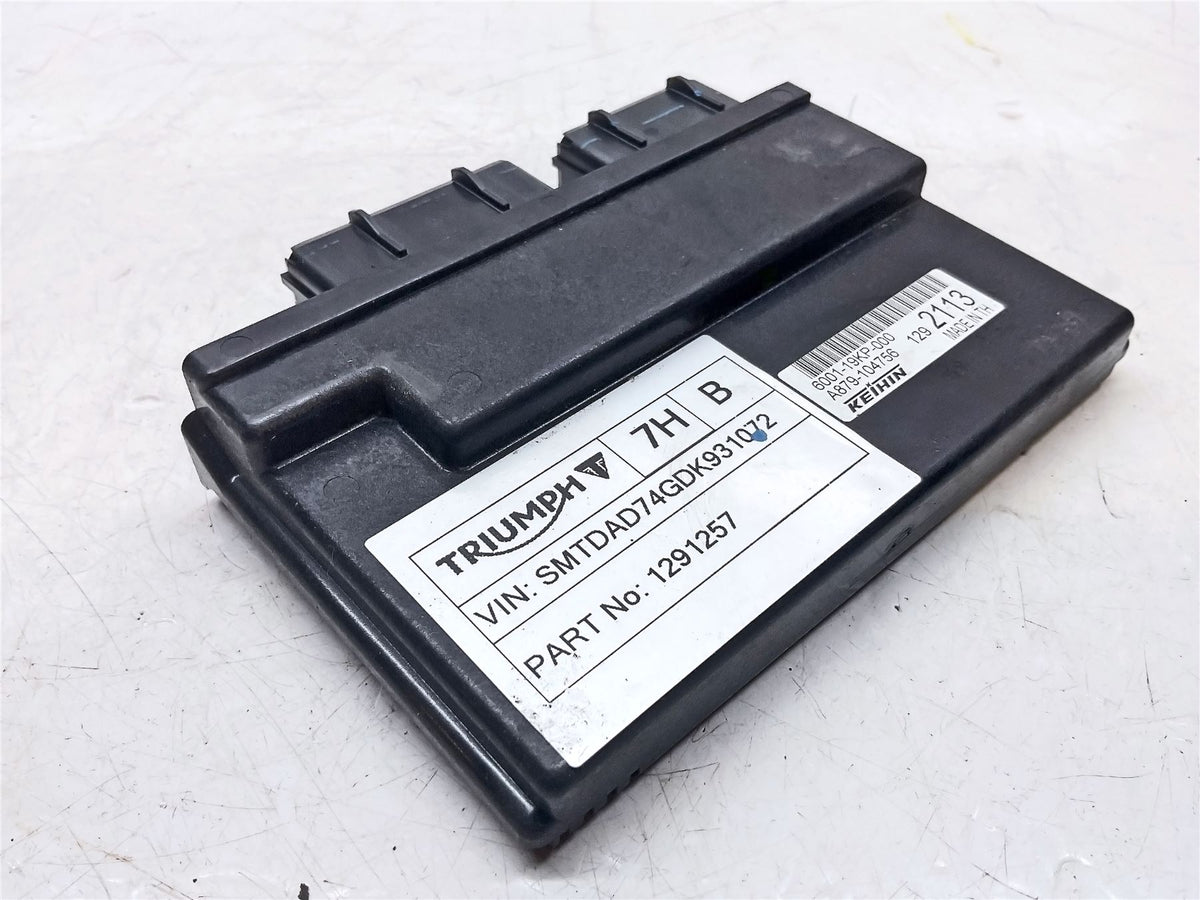 6001-19KP-000
A879-104756 129 2113
KEIHIN MADE IN TH
TRIUMPH 7H B
VIN: SMTDAD74GDK931072
PART No: 1291257